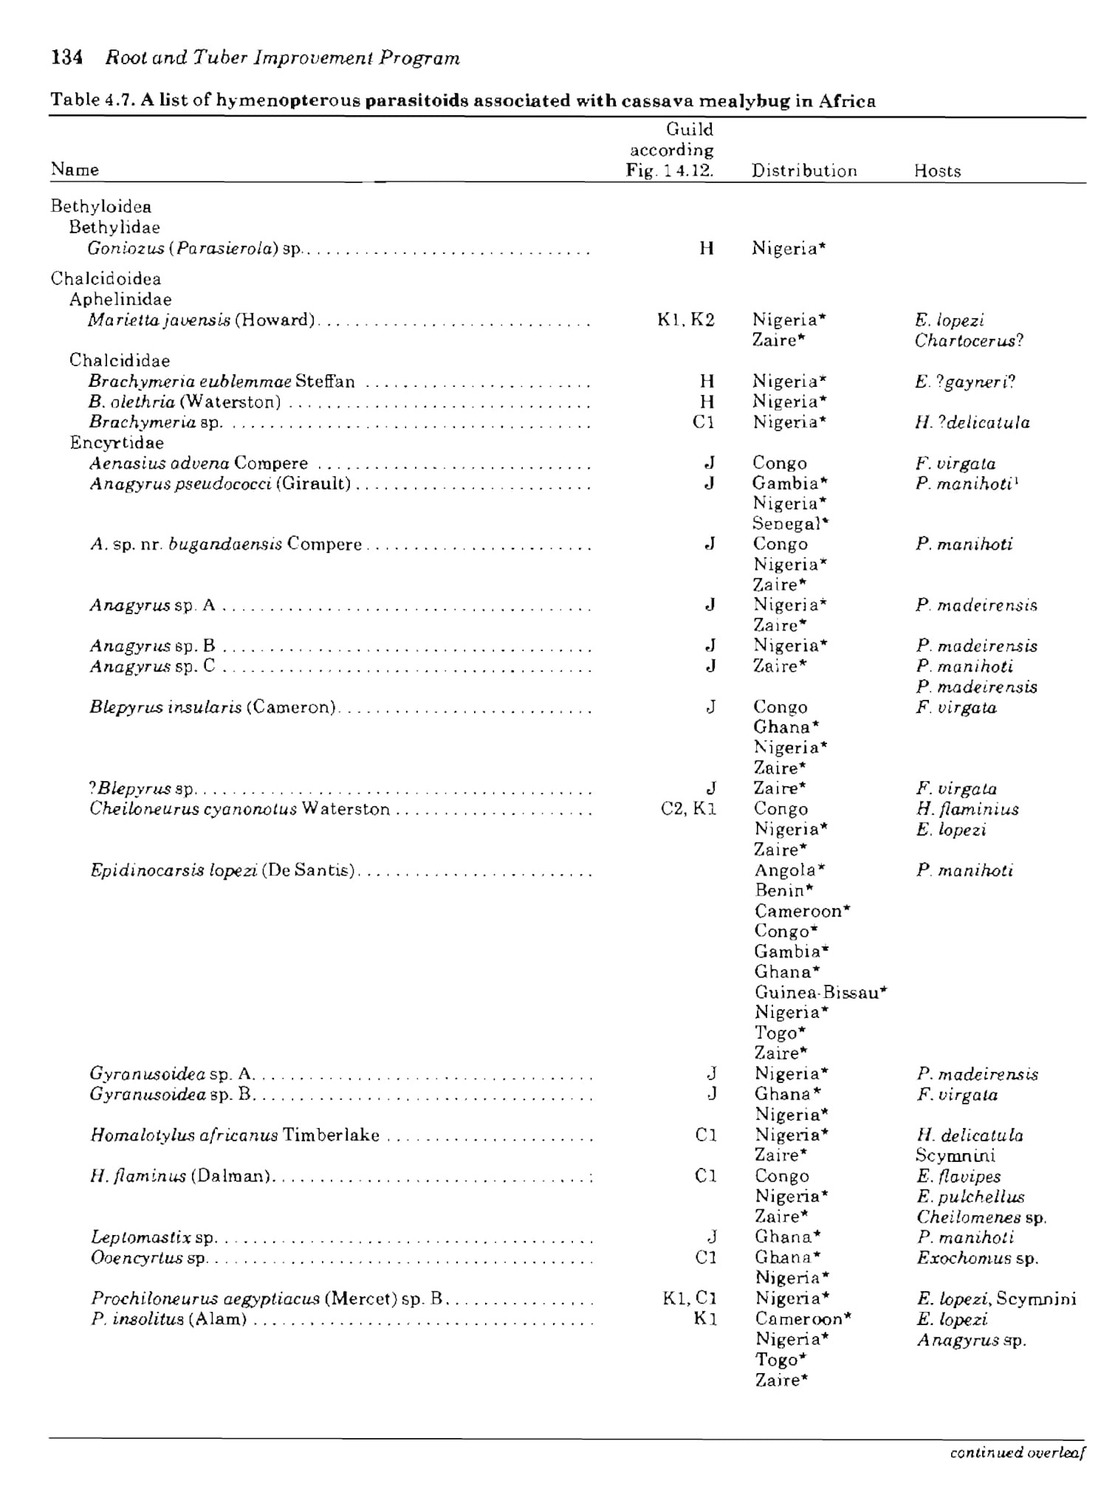 134 Root and Tuber Improvement Program
Table 4.7. A list of hymenopterous parasitoids associated with cassava mealybug in Africa
Guild
according
Name Fig. 1 4.12. Distribution Hosts
Bethyloidea
Bethylidae
Goniozus (Parasierola) sp. H Nigeria*
Chalcidoidea
Aphelinidae
Marietta javensis (Howard) K1, K2 Nigeria* E. lopezi
Zaire* Chartocerus?
Chalcididae
Brachymeria eublemmae Steffan H Nigeria* E. ?gayneri?
B. olethria (Waterston) H Nigeria*
Brachymeria sp. C1 Nigeria* H. ?delicatula
Encyrtidae
Aenasius advena Compere J Congo F. virgata
Anagyrus pseudococci (Girault) J Gambia* P. manihoti¹
Nigeria*
Senegal*
A. sp. nr. bugandaensis Compere J Congo P. manihoti
Nigeria*
Zaire*
Anagyrus sp. A J Nigeria* P. madeirensis
Zaire*
Anagyrus sp. B J Nigeria* P. madeirensis
Anagyrus sp. C J Zaire* P. manihoti
P. madeirensis
Blepyrus insularis (Cameron) J Congo F. virgata
Ghana*
Nigeria*
Zaire*
?Blepyrus sp. J Zaire* F. virgata
Cheiloneurus cyanonotus Waterston C2, K1 Congo H. flaminius
Nigeria* E. lopezi
Zaire*
Epidinocarsis lopezi (De Santis) Angola* P. manihoti
Benin*
Cameroon*
Congo*
Gambia*
Ghana*
Guinea-Bissau*
Nigeria*
Togo*
Zaire*
Gyranusoidea sp. A J Nigeria* P. madeirensis
Gyranusoidea sp. B J Ghana* F. virgata
Nigeria*
Homalotylus africanus Timberlake C1 Nigeria* H. delicatula
Zaire* Scymnini
H. flaminus (Dalman) C1 Congo E. flavipes
Nigeria* E. pulchellus
Zaire* Cheilomenes sp.
Leptomastix sp. J Ghana* P. manihoti
Ooencyrtus sp. C1 Ghana* Exochomus sp.
Nigeria*
Prochiloneurus aegyptiacus (Mercet) sp. B K1, C1 Nigeria* E. lopezi, Scymnini
P. insolitus (Alam) K1 Cameroon* E. lopezi
Nigeria* Anagyrus sp.
Togo*
Zaire*
continued overleaf